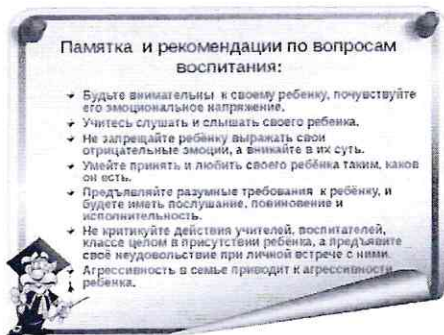 Памятка и рекомендации по вопросам
воспитания:
Будьте внимательны к своему ребенку, почувствуйте
его эмоциональное напряжение.
Учитесь слушать и слышать своего ребенка.
Не запрещайте ребёнку выражать свои
отрицательные эмоции, а вникайте в их суть.
Умейте принять и любить своего ребёнка таким, каков
он есть.
Предъявляйте разумные требования к ребёнку, и
будете иметь послушание, повиновение и
исполнительность.
Не критикуйте действия учителей, воспитателей,
классе целом в присутствии ребёнка, а предъявите
своё неудовольствие при личной встрече с ними.
Агрессивность в семье приводит к агрессивности
ребенка.